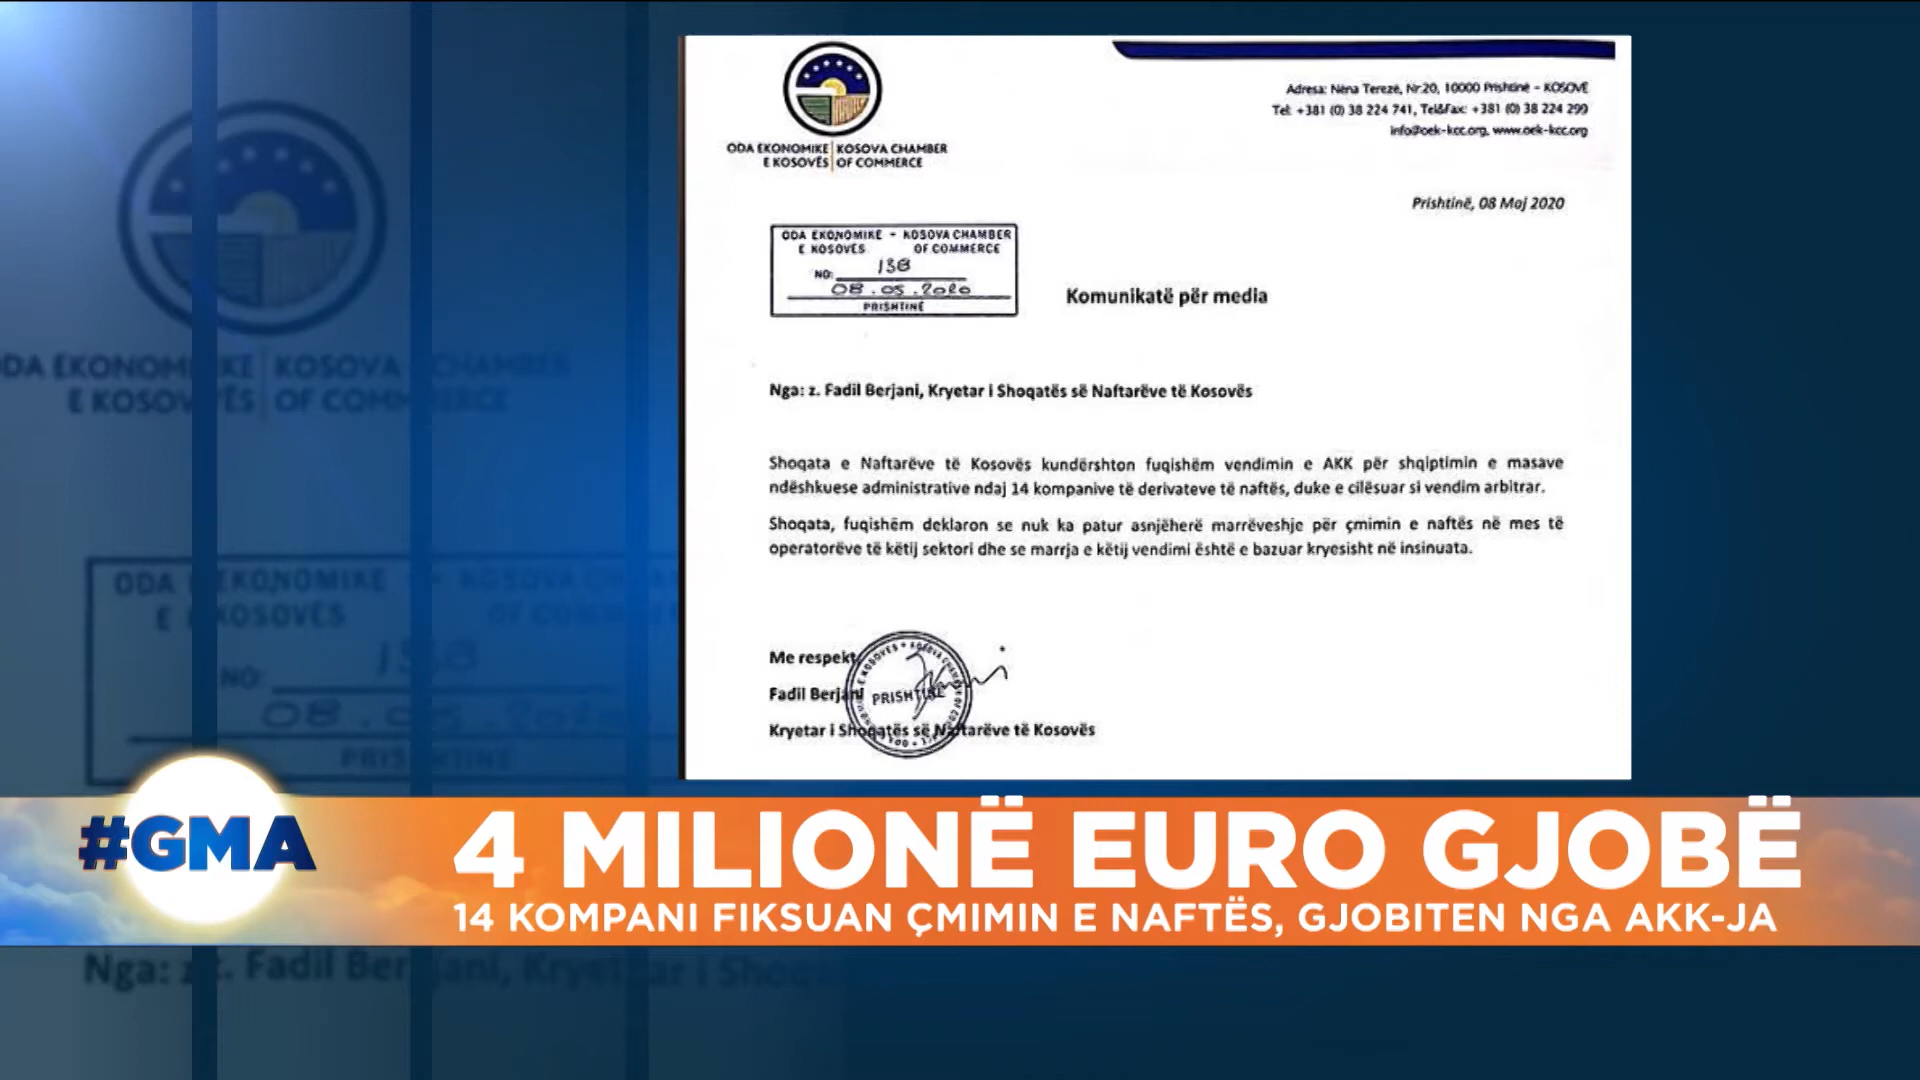 ODA EKONOMIKE E KOSOVËS
KOSOVA CHAMBER OF COMMERCE
Adresa: Nëna Terezë, Nr.20, 10000 Prishtinë – KOSOVË
Tel: +381 (0) 38 224 741, Tel&Fax: +381 (0) 38 224 299
info@oek-kcc.org, www.oek-kcc.org
Prishtinë, 08 Maj 2020
ODA EKONOMIKE - KOSOVA CHAMBER
E KOSOVËS OF COMMERCE
NO: 158
08.05.2020
PRISHTINË
Komunikatë për media
Nga: z. Fadil Berjani, Kryetar i Shoqatës së Naftarëve të Kosovës
Shoqata e Naftarëve të Kosovës kundërshton fuqishëm vendimin e AKK për shqiptimin e masave
ndëshkuese administrative ndaj 14 kompanive të derivateve të naftës, duke e cilësuar si vendim arbitrar.
Shoqata, fuqishëm deklaron se nuk ka patur asnjëherë marrëveshje për çmimin e naftës në mes të
operatorëve të këtij sektori dhe se marrja e këtij vendimi është e bazuar kryesisht në insinuata.
Me respekt
Fadil Berjani
PRISHTINË
Kryetar i Shoqatës së Naftarëve të Kosovës
#GMA
4 MILIONË EURO GJOBË
14 KOMPANI FIKSUAN ÇMIMIN E NAFTËS, GJOBITEN NGA AKK-JA